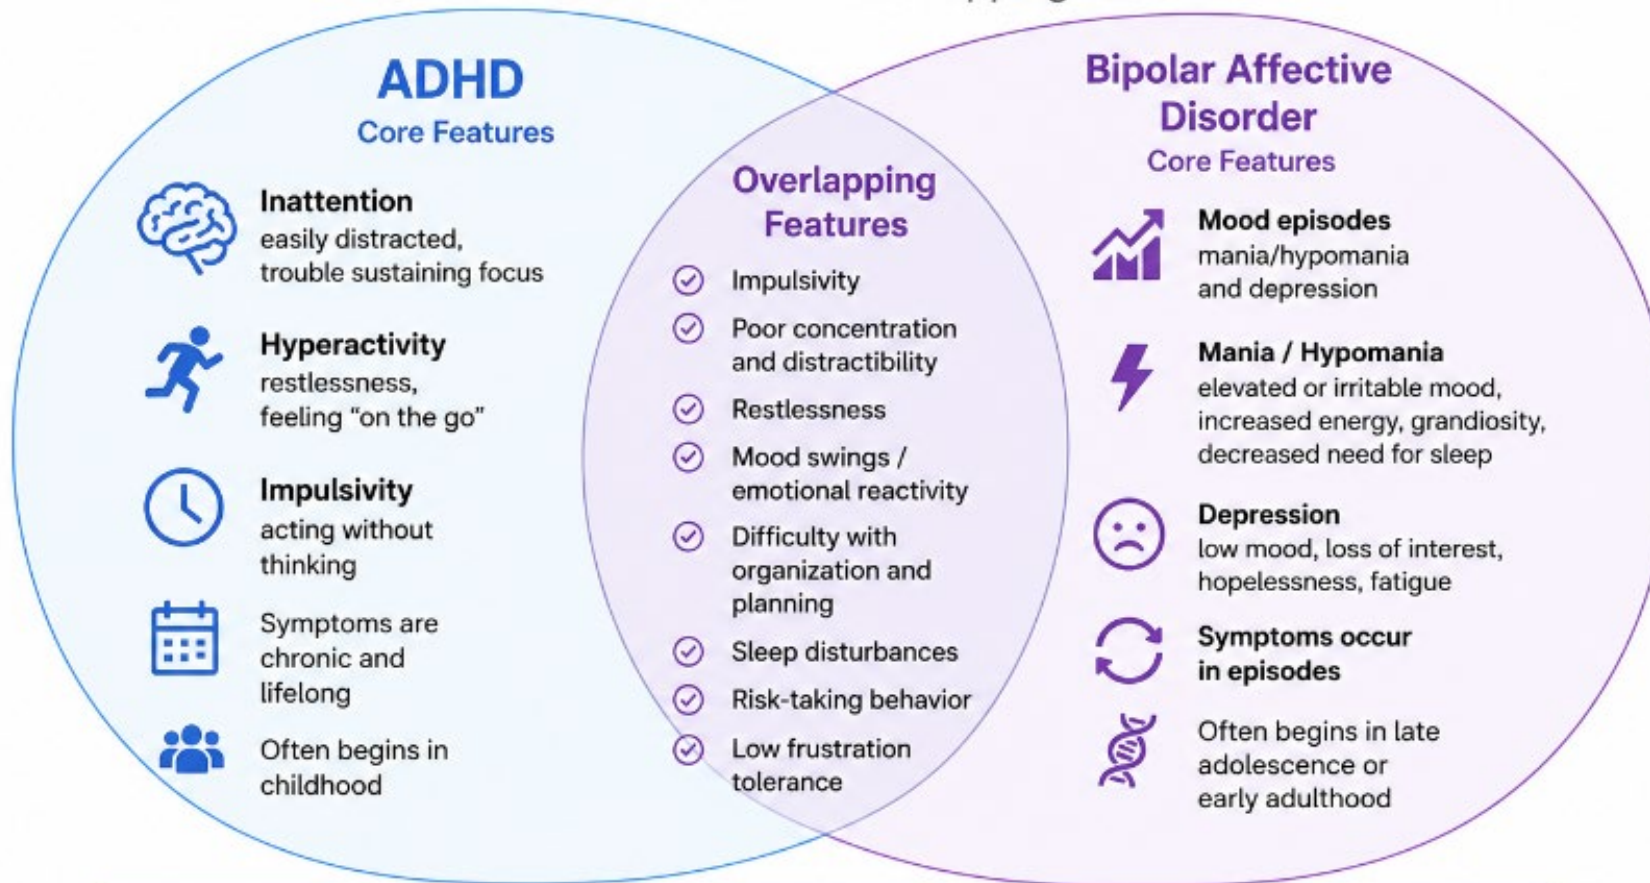 ADHD
Core Features
Inattention
easily distracted,
trouble sustaining focus
Hyperactivity
restlessness,
feeling “on the go”
Impulsivity
acting without
thinking
Symptoms are
chronic and
lifelong
Often begins in
childhood
Overlapping
Features
Impulsivity
Poor concentration
and distractibility
Restlessness
Mood swings /
emotional reactivity
Difficulty with
organization and
planning
Sleep disturbances
Risk-taking behavior
Low frustration
tolerance
Bipolar Affective
Disorder
Core Features
Mood episodes
mania/hypomania
and depression
Mania / Hypomania
elevated or irritable mood,
increased energy, grandiosity,
decreased need for sleep
Depression
low mood, loss of interest,
hopelessness, fatigue
Symptoms occur
in episodes
Often begins in late
adolescence or
early adulthood